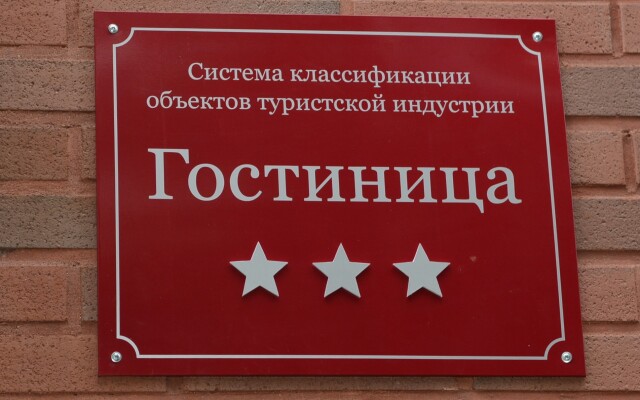 Система классификации
объектов туристской индустрии
Гостиница